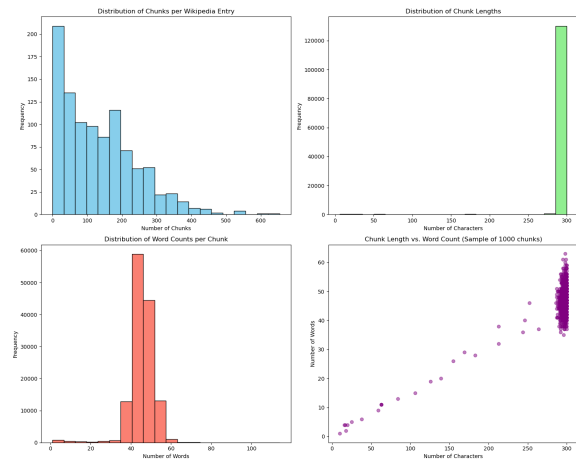 Distribution of Chunks per Wikipedia Entry
Frequency
200
175
150
125
100
75
50
25
0
0 100 200 300 400 500 600
Number of Chunks
Distribution of Chunk Lengths
Frequency
120000
100000
80000
60000
40000
20000
0
0 50 100 150 200 250 300
Number of Characters
Distribution of Word Counts per Chunk
Frequency
60000
50000
40000
30000
20000
10000
0
0 20 40 60 80 100
Number of Words
Chunk Length vs. Word Count (Sample of 1000 chunks)
Number of Words
60
50
40
30
20
10
0
0 50 100 150 200 250 300
Number of Characters